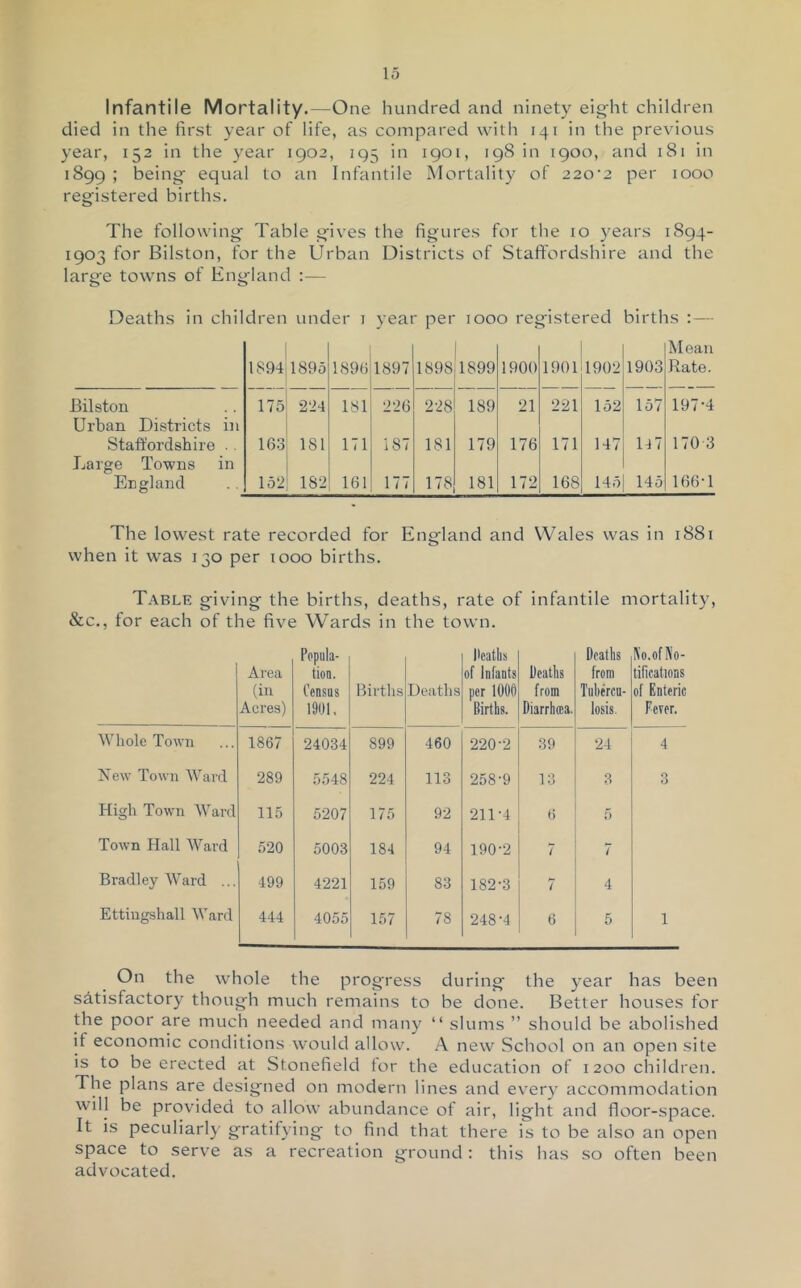 15
Infantile Mortality.—One hundred and ninety eight children
died in the first year of life, as compared with 141 in the previous
year, 152 in the year 1902, 195 in 1901, 198 in 1900, and 181 in
1899; being equal to an Infantile Mortality of 220·2 per 1000
registered births.
The following Table gives the figures for the 10 years 1894-
1903 for Bilston, for the Urban Districts of Staffordshire and the
large towns of England :—
Deaths in children under 1 year per 1000 registered births :—
1894 1895 1896 1897 1898 1899 1900 1901 1902 1903 Mean Rate.
Bilston .. 175 224 181 226 228 189 21 221 152 157 197·4
Urban Districts in
Staffordshire .. 163 181 171 187 181 179 176 171 147 147 170 3
Large Towns in
England .. 152 182 161 177 178 181 172 168 145 145 166·1
The lowest rate recorded for England and Wales was in 1881
when it was 130 per 1000 births.
TABLE giving the births, deaths, rate of infantile mortality,
&c., for each of the five Wards in the town.
Area (in Acres) Popula-tion. Census 1901. Births Deaths Deaths of Infants per 1000 Births. Deaths from Diarrhœa. Deaths from Tubercu-losis. No. of No-tifications of Enteric Fever.
Whole Town ... 1867 24034 899 460 220·2 39 24 4
New Town Ward 289 5548 224 113 258·9 13 3 3
High Town Ward 115 5207 175 92 211·4 6 5
Town Hall Ward 520 5003 184 94 190·2 7 7
Bradley Ward ... 499 4221 159 83 182·3 7 4
Ettingshall Ward 444 4055 157 78 248·4 6 5 1
On the whole the progress during the year has been
satisfactory though much remains to be done. Better houses for
the poor are much needed and many “ slums ” should be abolished
if economic conditions would allow. A new School on an open site
is to be erected at Stonefield for the education of 1200 children.
The plans are designed on modern lines and every accommodation
will be provided to allow abundance of air, light and floor-space.
It is peculiarly gratifying to find that there is to be also an open
space to serve as a recreation ground : this has so often been
advocated.